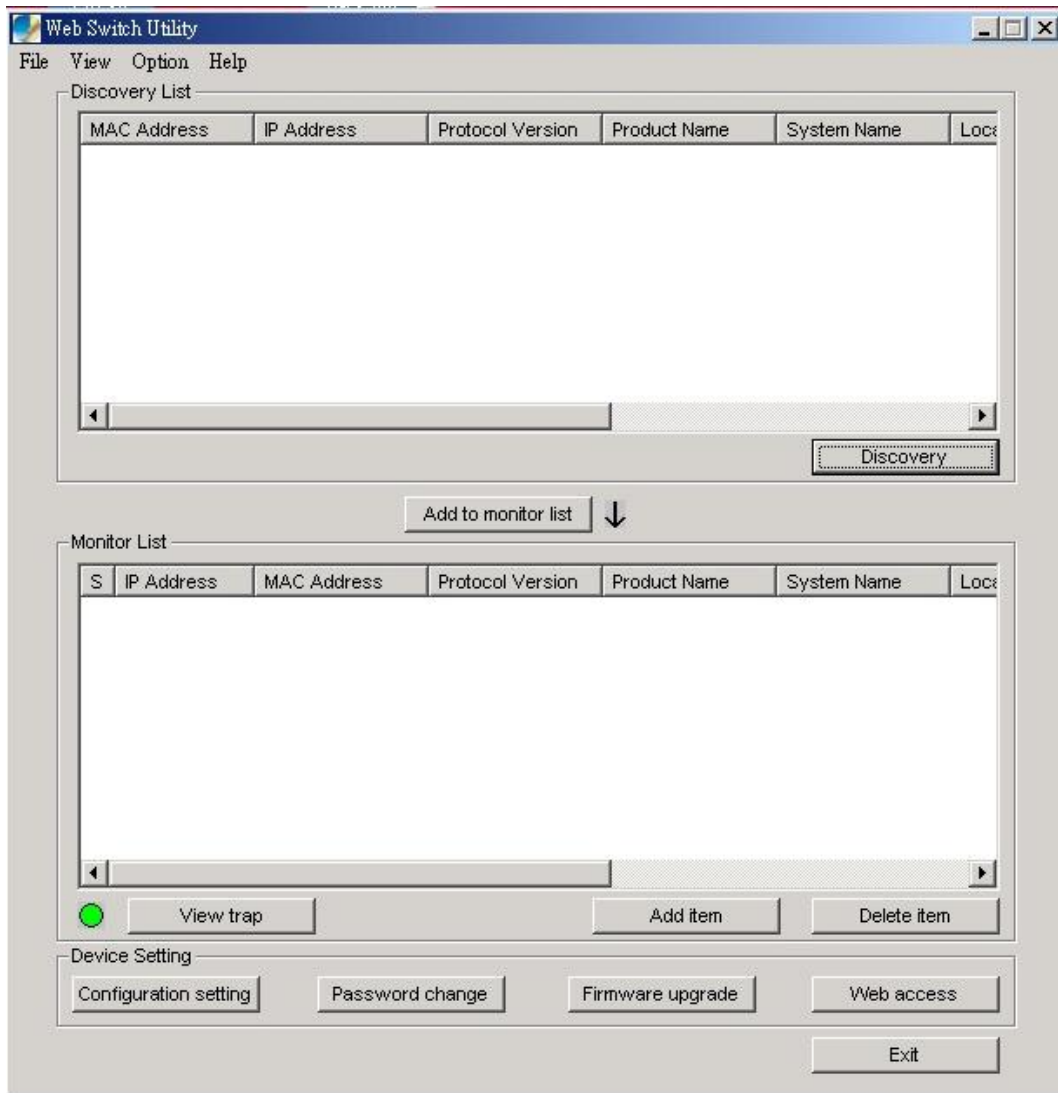 Web Switch Utility
File View Option Help
Discovery List
MAC Address IP Address Protocol Version Product Name System Name
Discovery
Add to monitor list
Monitor List
S IP Address MAC Address Protocol Version Product Name System Name
View trap Add item Delete item
Device Setting
Configuration setting Password change Firmware upgrade Web access
Exit